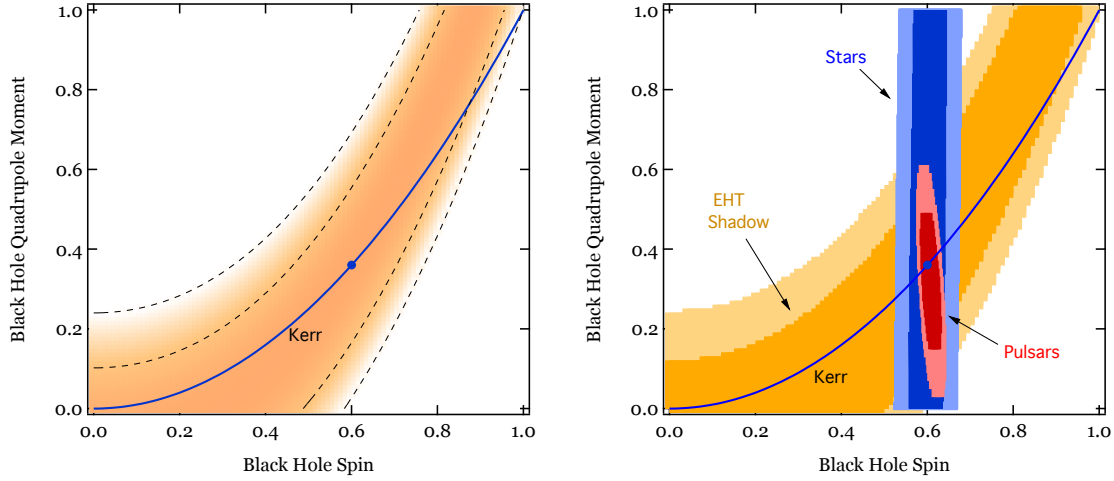 Black Hole Quadrupole Moment
1.0
0.8
0.6
0.4
0.2
0.0
Kerr
0.0 0.2 0.4 0.6 0.8 1.0
Black Hole Spin
Black Hole Quadrupole Moment
1.0
0.8
0.6
0.4
0.2
0.0
Stars
EHT
Shadow
Pulsars
Kerr
0.0 0.2 0.4 0.6 0.8 1.0
Black Hole Spin